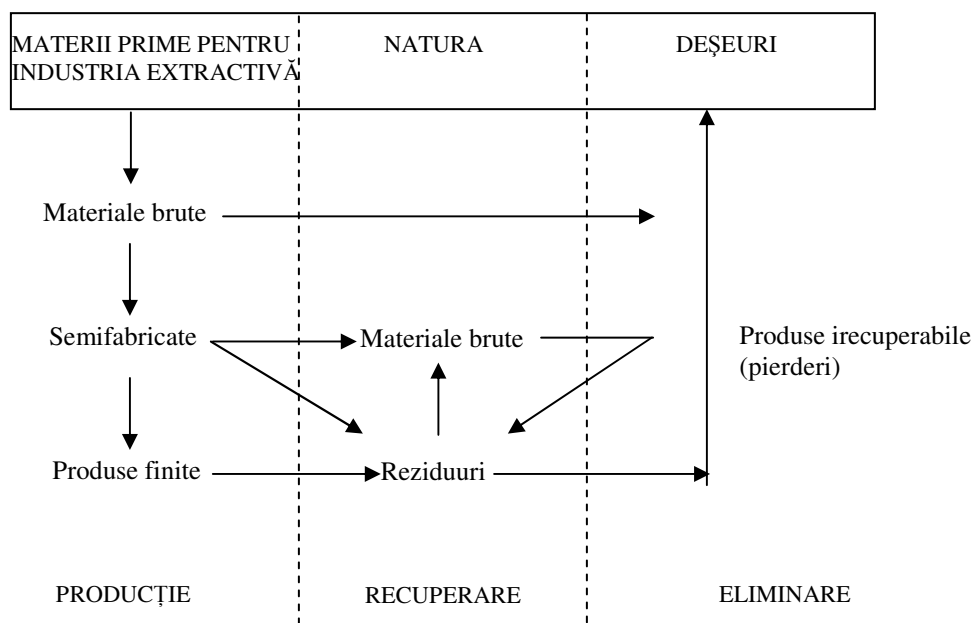 MATERII PRIME PENTRU
INDUSTRIA EXTRACTIVĂ
NATURA
DEŞEURI
Materiale brute
Semifabricate
Materiale brute
Produse irecuperabile
(pierderi)
Produse finite
Reziduuri
PRODUCŢIE
RECUPERARE
ELIMINARE